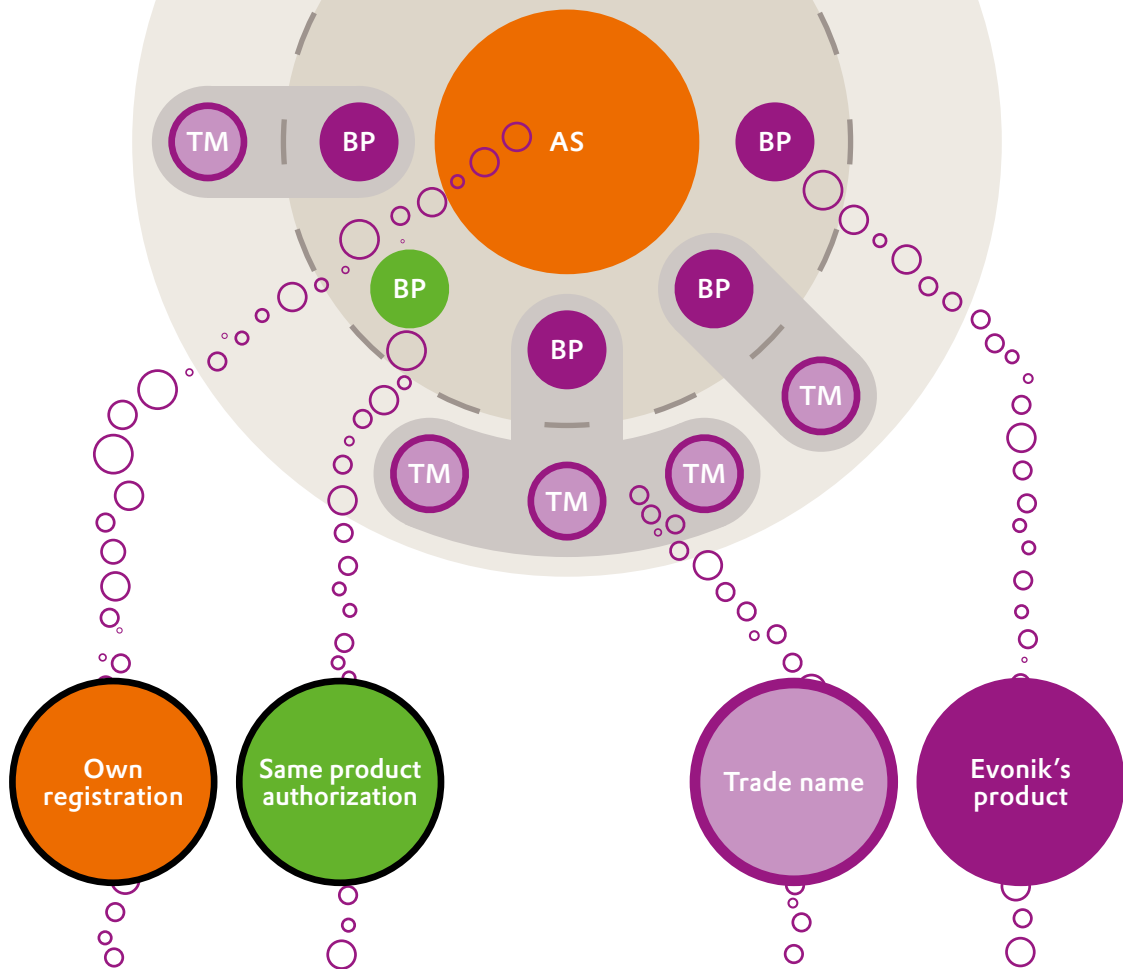 TM
BP
AS
BP
BP
BP
BP
TM
TM
TM
TM
Own
registration
Same product
authorization
Trade name
Evonik's
product